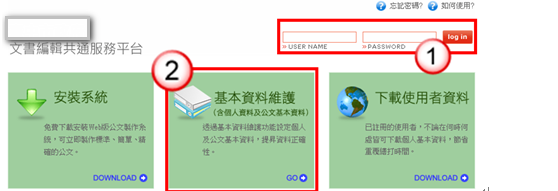 忘記密碼? 如何使用?
log in
» USER NAME » PASSWORD
1
文書編輯共通服務平台
2
安裝系統
免費下載安裝Web版公文製作系
統，可立即製作標準、簡單、精
確的公文。
DOWNLOAD
基本資料維護
(含個人資料及公文基本資料)
透過基本資料維護功能設定個人
及公文基本資料，提昇資料正確
性。
GO
下載使用者資料
已註冊的使用者，不論在何時何
處皆可下載個人基本資料，節省
重覆繕打時間。
DOWNLOAD